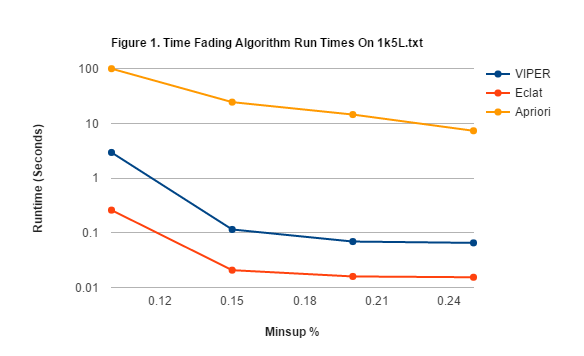 Figure 1. Time Fading Algorithm Run Times On 1k5L.txt
100
10
1
0.1
0.01
Runtime (Seconds)
0.12 0.15 0.18 0.21 0.24
Minsup %
VIPER
Eclat
Apriori